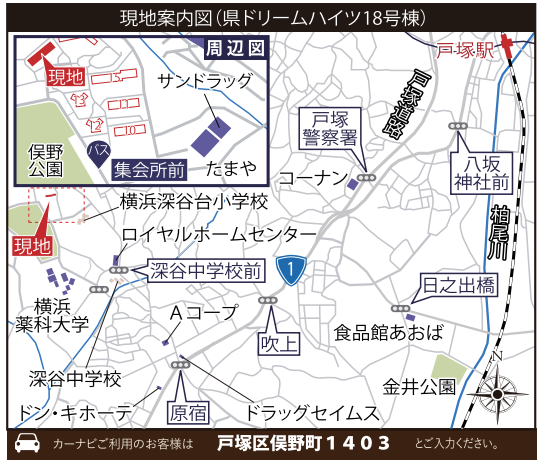 現地案内図（県ドリームハイツ18号棟）
周辺図
現地
サンドラッグ
俣野
公園
バス
集会所前
たまや
戸塚駅
戸塚道路
戸塚
警察署
八坂
神社前
コーナン
柏尾川
横浜深谷台小学校
現地
ロイヤルホームセンター
深谷中学校前
1
日之出橋
横浜
薬科大学
Aコープ
吹上
食品館あおば
深谷中学校
金井公園
N
ドン・キホーテ
原宿
ドラッグセイムス
カーナビご利用のお客様は 戸塚区俣野町1403 とご入力ください。